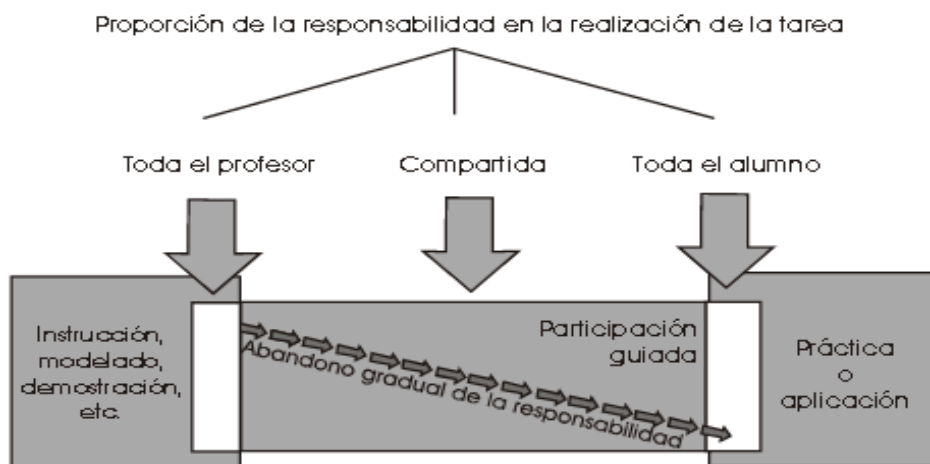 Proporción de la responsabilidad en la realización de la tarea
Toda el profesor
Compartida
Toda el alumno
Instrucción,
modelado,
demostración,
etc.
Participación
guiada
Abandono gradual de la responsabilidad
Práctica
o
aplicación